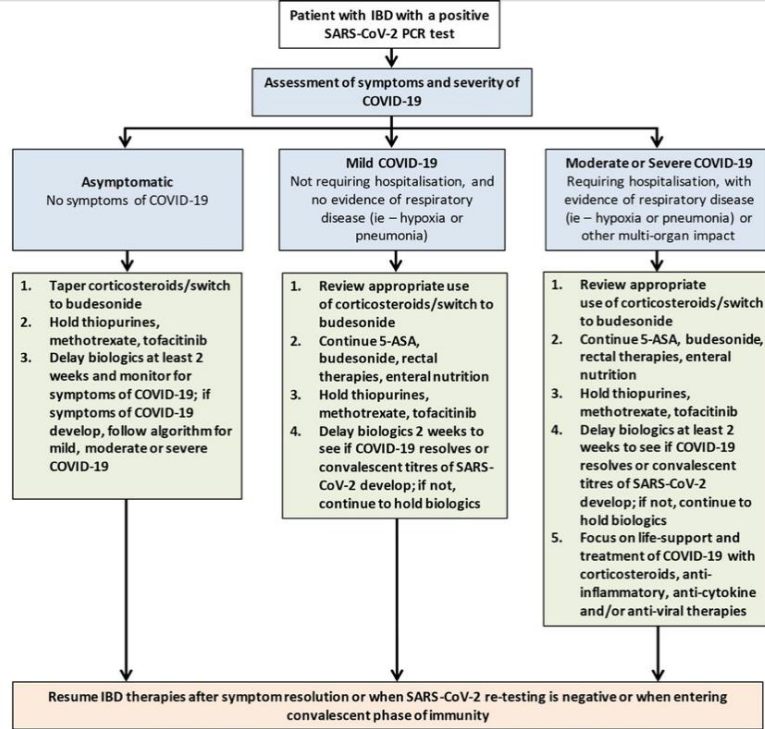 Patient with IBD with a positive
SARS-CoV-2 PCR test
Assessment of symptoms and severity of
COVID-19
Asymptomatic
No symptoms of COVID-19
Mild COVID-19
Not requiring hospitalisation, and
no evidence of respiratory
disease (ie – hypoxia or
pneumonia)
Moderate or Severe COVID-19
Requiring hospitalisation, with
evidence of respiratory disease
(ie – hypoxia or pneumonia) or
other multi-organ impact
1. Taper corticosteroids/switch
to budesonide
2. Hold thiopurines,
methotrexate, tofacitinib
3. Delay biologics at least 2
weeks and monitor for
symptoms of COVID-19; if
symptoms of COVID-19
develop, follow algorithm for
mild, moderate or severe
COVID-19
1. Review appropriate use
of corticosteroids/switch to
budesonide
2. Continue 5-ASA,
budesonide, rectal
therapies, enteral nutrition
3. Hold thiopurines,
methotrexate, tofacitinib
4. Delay biologics 2 weeks to
see if COVID-19 resolves or
convalescent titres of SARS-
CoV-2 develop; if not,
continue to hold biologics
1. Review appropriate
use of corticosteroids/switch
to budesonide
2. Continue 5-ASA, budesonide,
rectal therapies, enteral
nutrition
3. Hold thiopurines,
methotrexate, tofacitinib
4. Delay biologics at least 2
weeks to see if COVID-19
resolves or convalescent
titres of SARS-CoV-2
develop; if not, continue to
hold biologics
5. Focus on life-support and
treatment of COVID-19 with
corticosteroids, anti-
inflammatory, anti-cytokine
and/or anti-viral therapies
Resume IBD therapies after symptom resolution or when SARS-CoV-2 re-testing is negative or when entering
convalescent phase of immunity